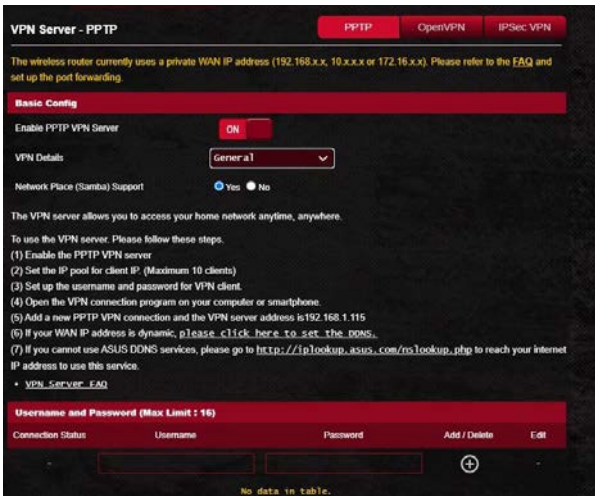 VPN Server - PPTP
PPTP OpenVPN IPSec VPN
The wireless router currently uses a private WAN IP address (192.168.x.x, 10.x.x.x or 172.16.x.x). Please refer to the FAQ and
set up the port forwarding.
Basic Config
Enable PPTP VPN Server ON
VPN Details General
Network Place (Samba) Support Yes No
The VPN server allows you to access your home network anytime, anywhere.
To use the VPN server. Please follow these steps.
(1) Enable the PPTP VPN server
(2) Set the IP pool for client IP. (Maximum 10 clients)
(3) Set up the username and password for VPN client.
(4) Open the VPN connection program on your computer or smartphone.
(5) Add a new PPTP VPN connection and the VPN server address is192.168.1.115
(6) If your WAN IP address is dynamic, please click here to set the DDNS.
(7) If you cannot use ASUS DDNS services, please go to http://iplookup.asus.com/nslookup.php to reach your internet
IP address to use this service.
• VPN Server FAQ
Username and Password (Max Limit : 16)
Connection Status Username Password Add / Delete Edit
- -
No data in table.